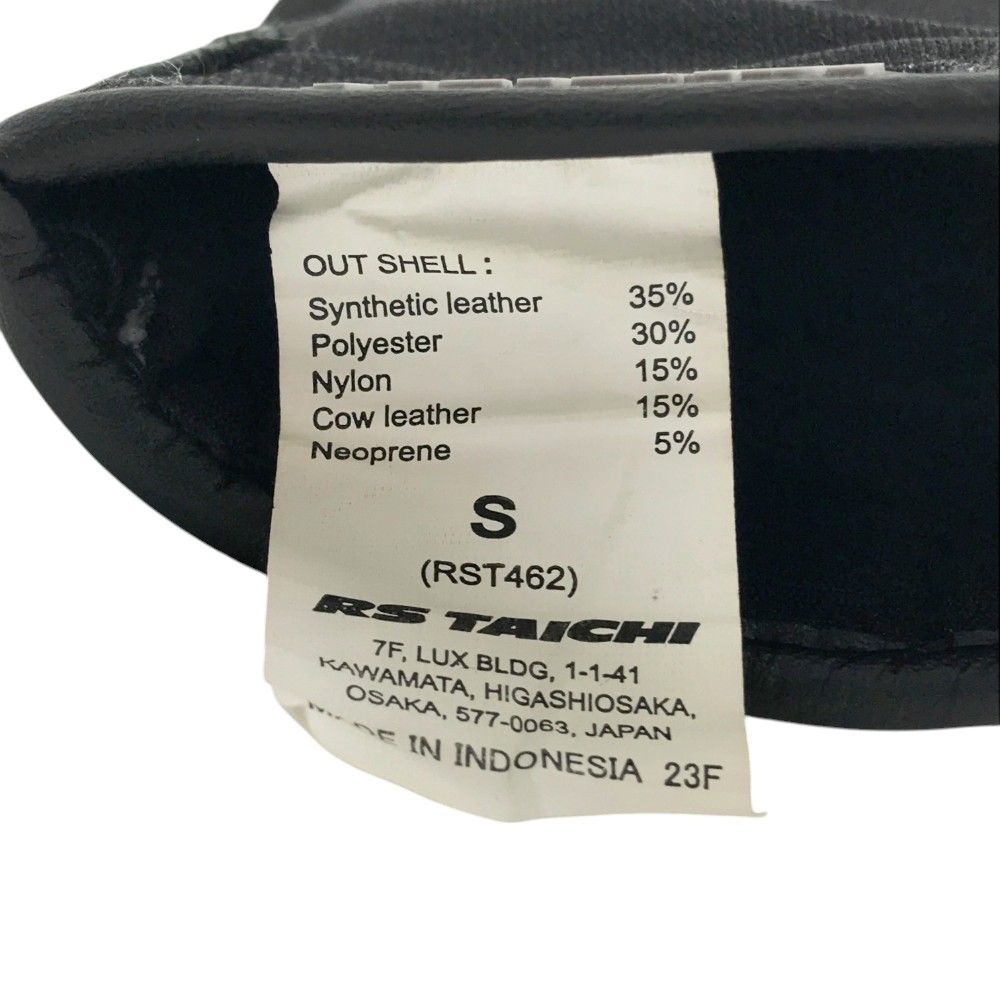 OUT SHELL :
Synthetic leather 35%
Polyester 30%
Nylon 15%
Cow leather 15%
Neoprene 5%
S
(RST462)
RS TAICHI
7F, LUX BLDG, 1-1-41
KAWAMATA, HIGASHIOSAKA,
OSAKA, 577-0063, JAPAN
MADE IN INDONESIA 23F